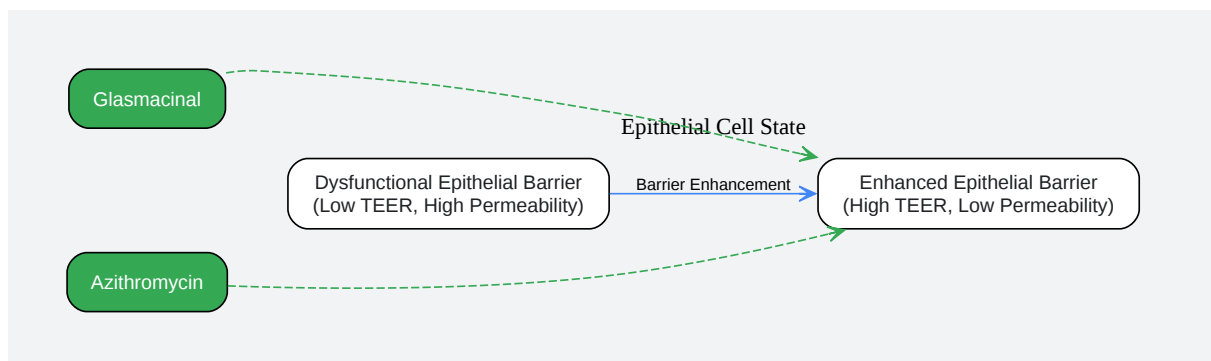 Glasmacinal
Epithelial Cell State
Dysfunctional Epithelial Barrier
(Low TEER, High Permeability)
Barrier Enhancement
Enhanced Epithelial Barrier
(High TEER, Low Permeability)
Azithromycin